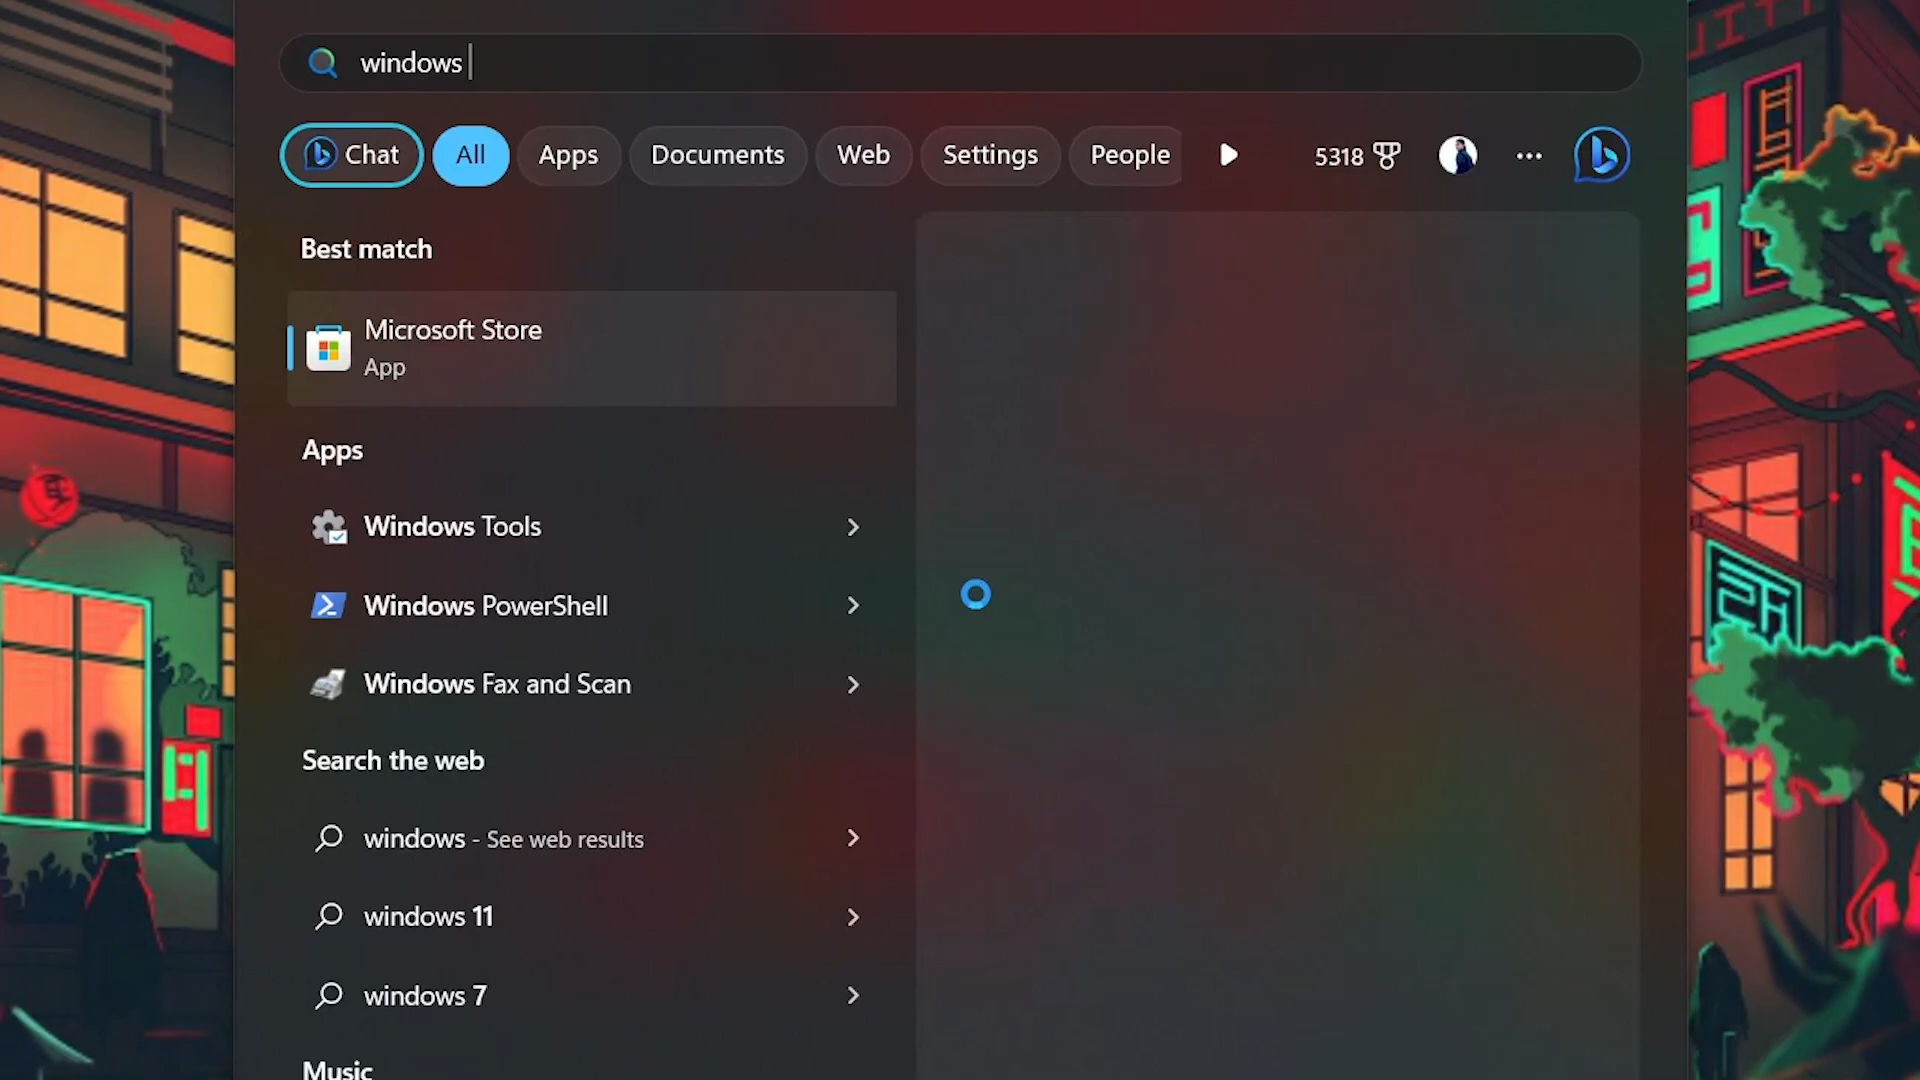 windows
Chat
All
Apps
Documents
Web
Settings
People
5318
Best match
Microsoft Store
App
Apps
Windows Tools
Windows PowerShell
Windows Fax and Scan
Search the web
windows - See web results
windows 11
windows 7
Music